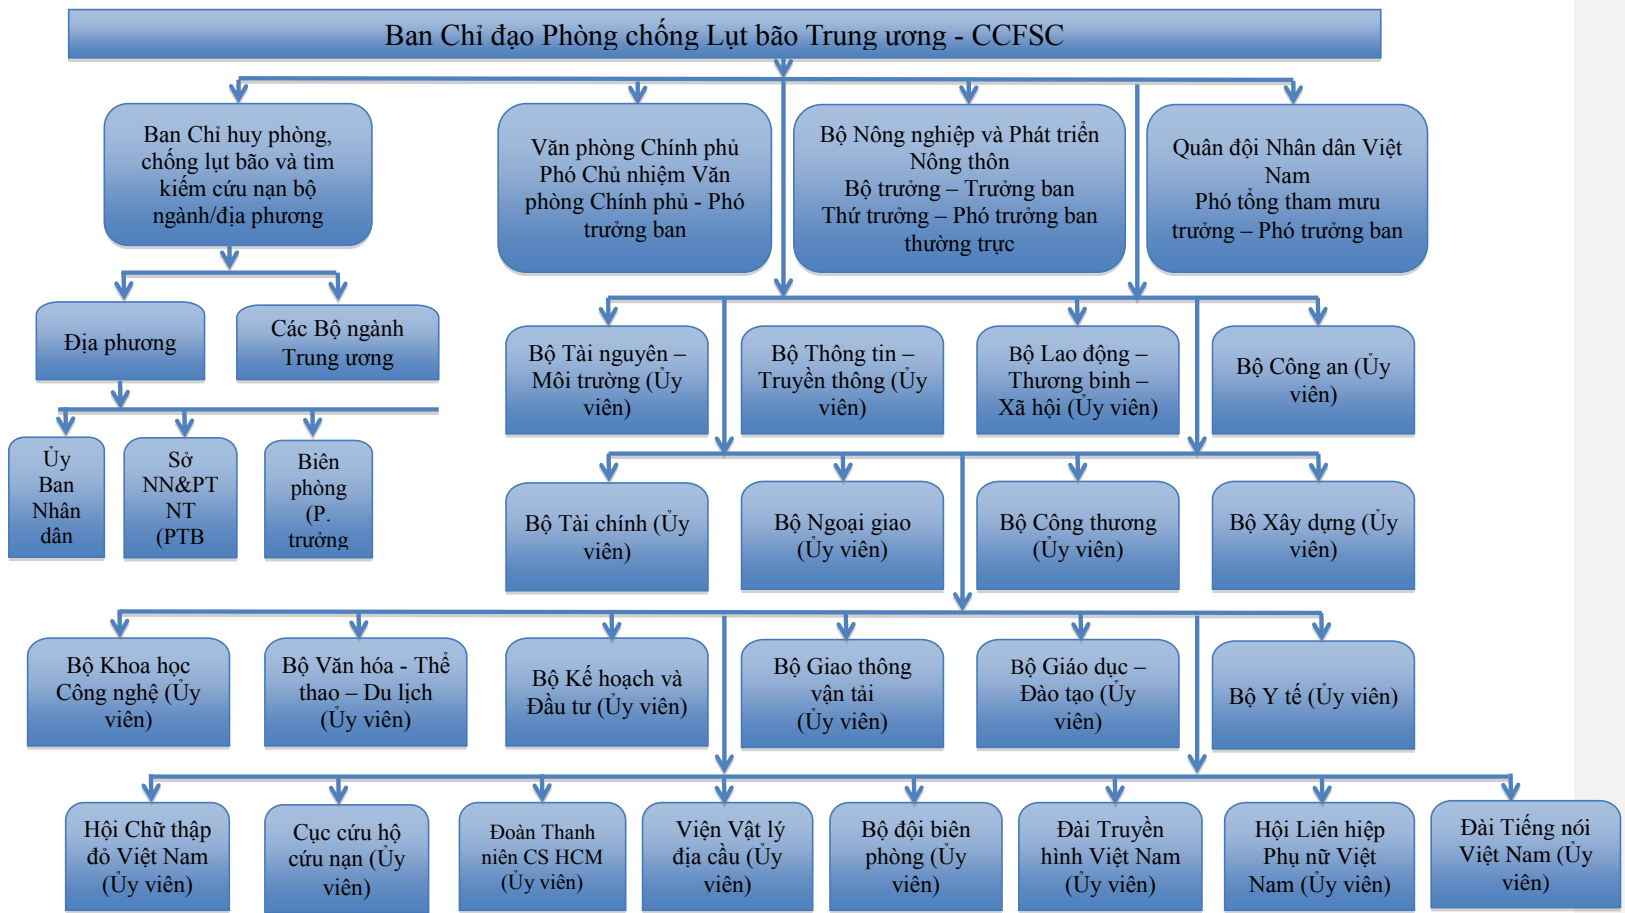 Ban Chỉ đạo Phòng chống Lụt bão Trung ương - CCFSC
Ban Chỉ huy phòng,
chống lụt bão và tìm
kiếm cứu nạn bộ
ngành/địa phương
Văn phòng Chính phủ
Phó Chủ nhiệm Văn
phòng Chính phủ - Phó
trưởng ban
Bộ Nông nghiệp và Phát triển
Nông thôn
Bộ trưởng – Trưởng ban
Thứ trưởng – Phó trưởng ban
thường trực
Quân đội Nhân dân Việt
Nam
Phó tổng tham mưu
trưởng – Phó trưởng ban
Địa phương
Các Bộ ngành
Trung ương
Bộ Tài nguyên –
Môi trường (Ủy
viên)
Bộ Thông tin –
Truyền thông (Ủy
viên)
Bộ Lao động –
Thương binh –
Xã hội (Ủy viên)
Bộ Công an (Ủy
viên)
Ủy
Ban
Nhân
dân
Sở
NN&PT
NT
(PTB
Biên
phòng
(P.
trưởng
Bộ Tài chính (Ủy
viên)
Bộ Ngoại giao
(Ủy viên)
Bộ Công thương
(Ủy viên)
Bộ Xây dựng (Ủy
viên)
Bộ Khoa học
Công nghệ (Ủy
viên)
Bộ Văn hóa - Thể
thao – Du lịch
(Ủy viên)
Bộ Kế hoạch và
Đầu tư (Ủy viên)
Bộ Giao thông
vận tải
(Ủy viên)
Bộ Giáo dục –
Đào tạo (Ủy
viên)
Bộ Y tế (Ủy viên)
Hội Chữ thập
đỏ Việt Nam
(Ủy viên)
Cục cứu hộ
cứu nạn (Ủy
viên)
Đoàn Thanh
niên CS HCM
(Ủy viên)
Viện Vật lý
địa cầu (Ủy
viên)
Bộ đội biên
phòng (Ủy
viên)
Đài Truyền
hình Việt Nam
(Ủy viên)
Hội Liên hiệp
Phụ nữ Việt
Nam (Ủy viên)
Đài Tiếng nói
Việt Nam (Ủy
viên)